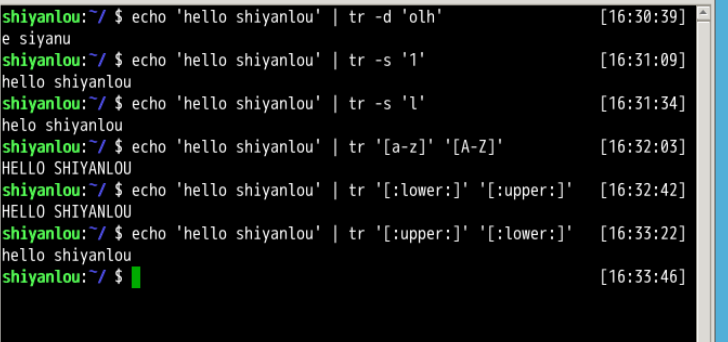 shiyanlou:~/ $ echo 'hello shiyanlou' | tr -d 'olh' [16:30:39]
e siyanu
shiyanlou:~/ $ echo 'hello shiyanlou' | tr -s '1' [16:31:09]
hello shiyanlou
shiyanlou:~/ $ echo 'hello shiyanlou' | tr -s 'l' [16:31:34]
helo shiyanlou
shiyanlou:~/ $ echo 'hello shiyanlou' | tr '[a-z]' '[A-Z]' [16:32:03]
HELLO SHIYANLOU
shiyanlou:~/ $ echo 'hello shiyanlou' | tr '[:lower:]' '[:upper:]' [16:32:42]
HELLO SHIYANLOU
shiyanlou:~/ $ echo 'hello shiyanlou' | tr '[:upper:]' '[:lower:]' [16:33:22]
hello shiyanlou
shiyanlou:~/ $ [16:33:46]